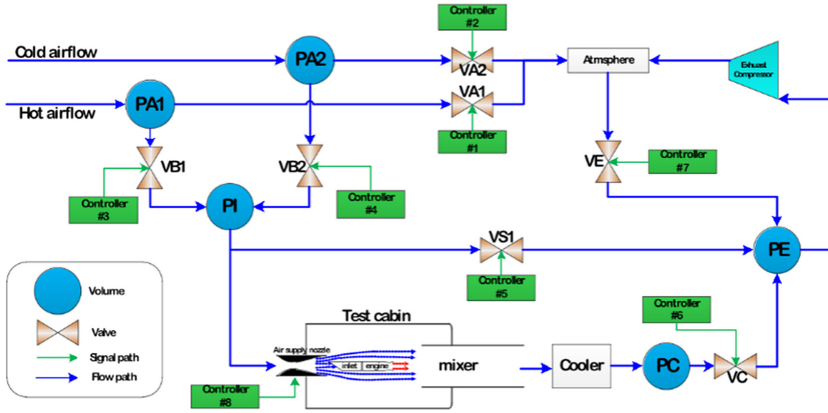 Controller
#2
Cold airflow
PA2
VA2
Atmsphere
Exhuast
Compressor
Hot airflow
PA1
VA1
Controller
#1
VB1
VB2
VE
Controller
#7
Controller
#3
Controller
#4
PI
VS1
PE
Controller
#5
Volume
Valve
Signal path
Flow path
Test cabin
Controller
#6
Air supply nozzle
inlet
engine
mixer
Cooler
PC
VC
Controller
#8